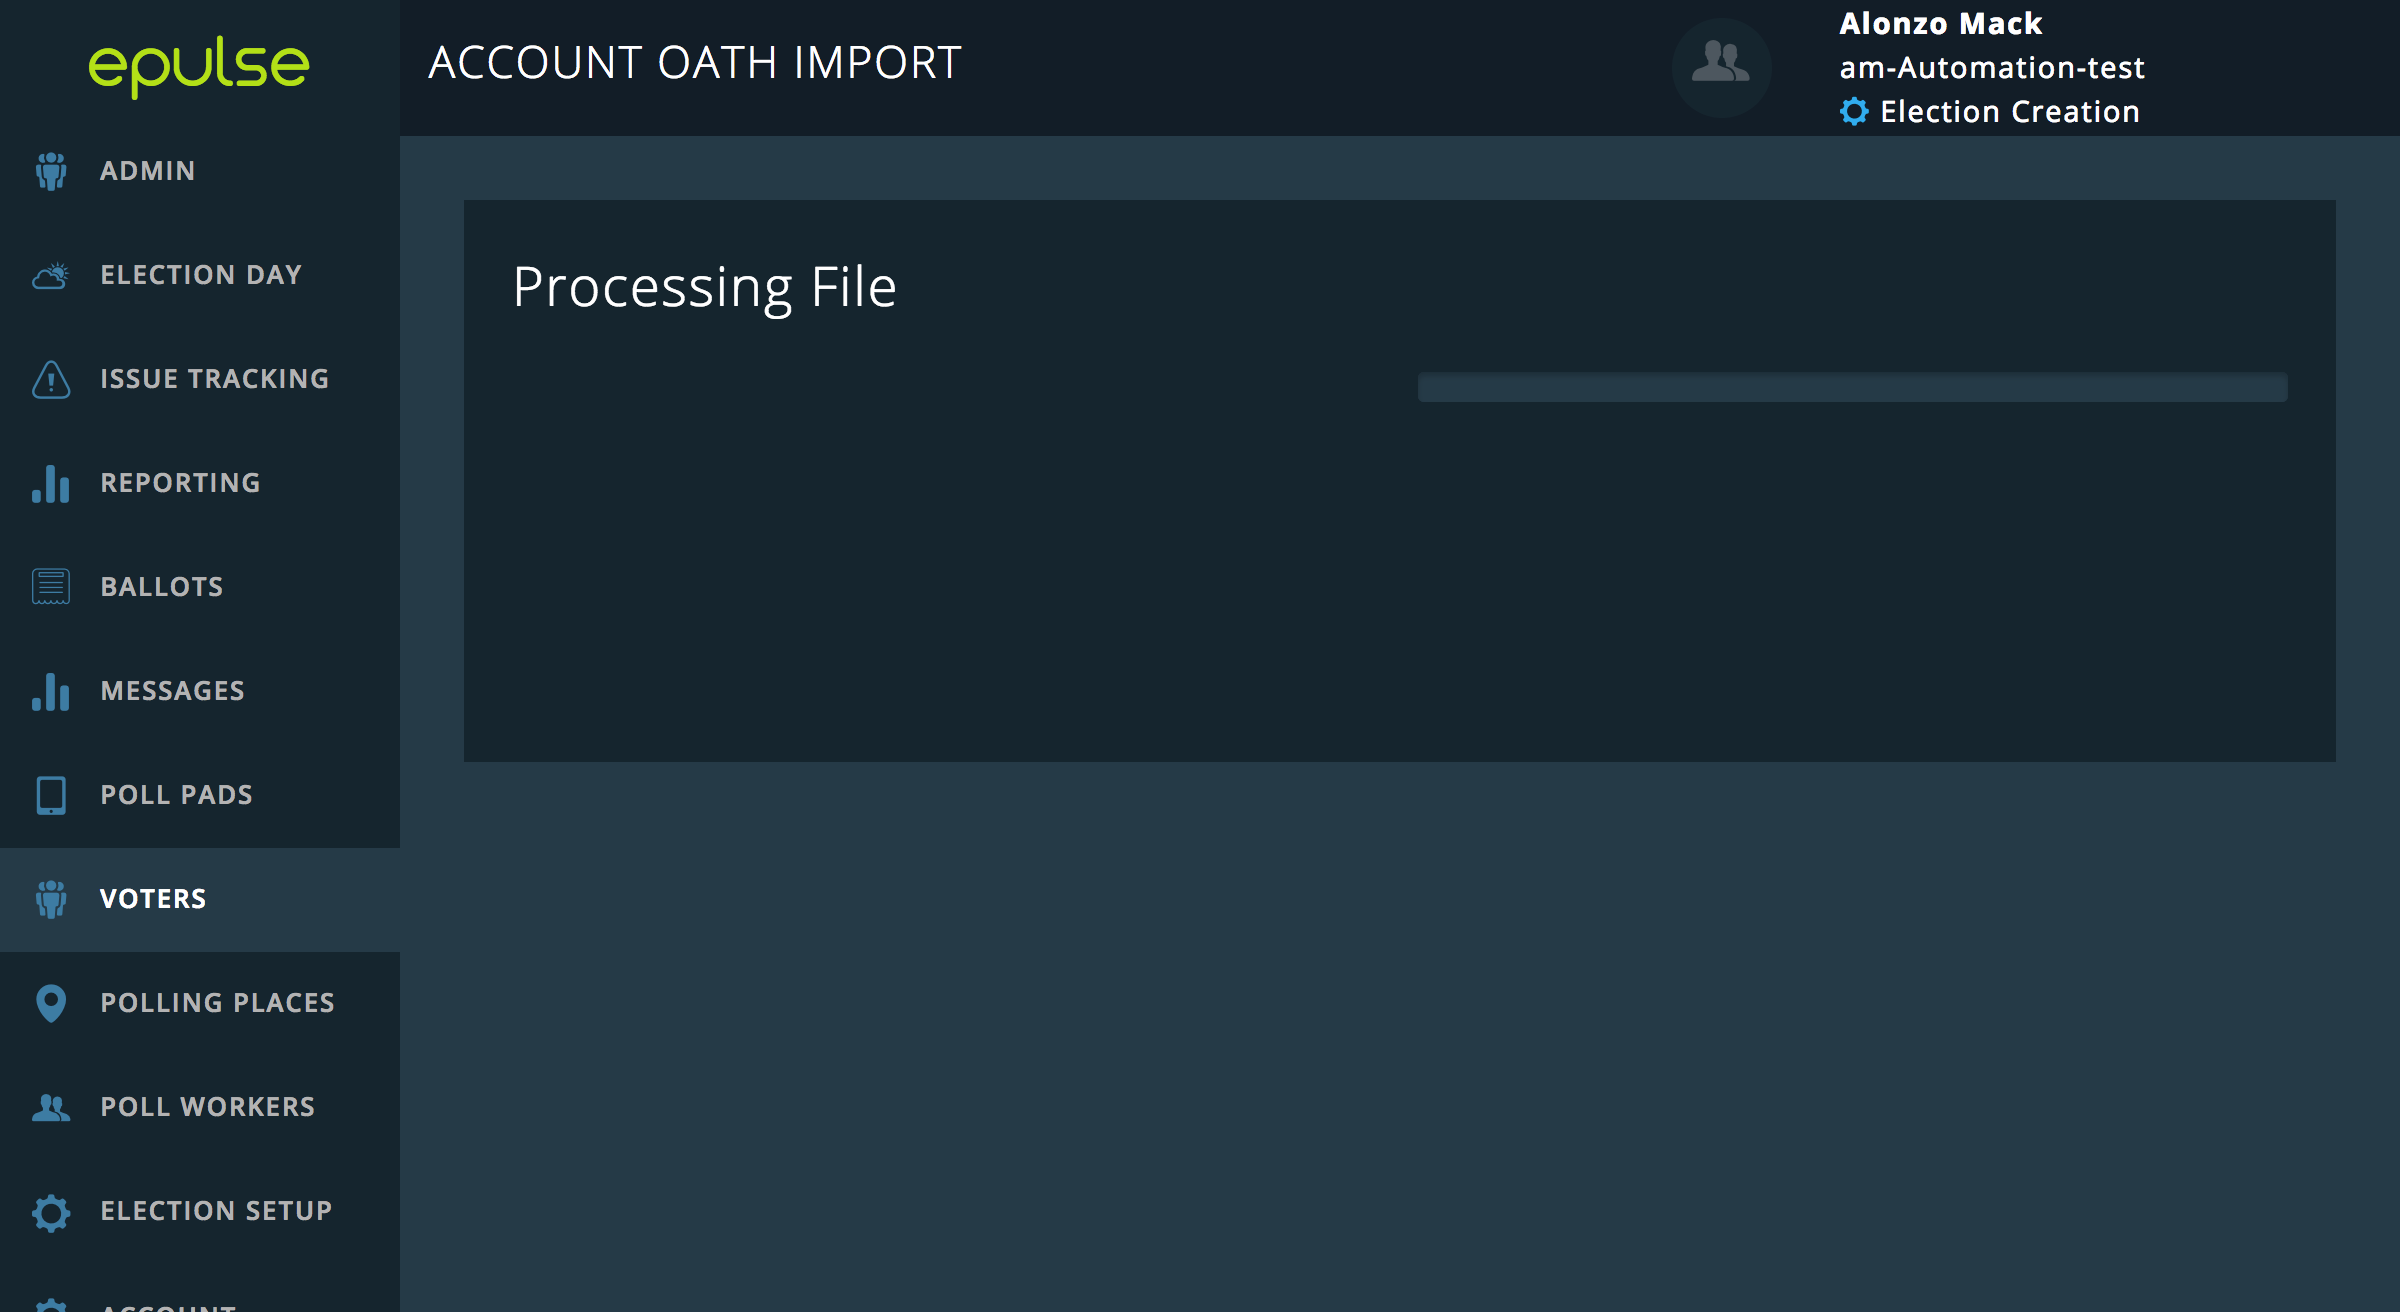 epulse
ACCOUNT OATH IMPORT
Alonzo Mack
am-Automation-test
Election Creation
ADMIN
ELECTION DAY
ISSUE TRACKING
REPORTING
BALLOTS
MESSAGES
POLL PADS
VOTERS
POLLING PLACES
POLL WORKERS
ELECTION SETUP
ACCOUNT
Processing File